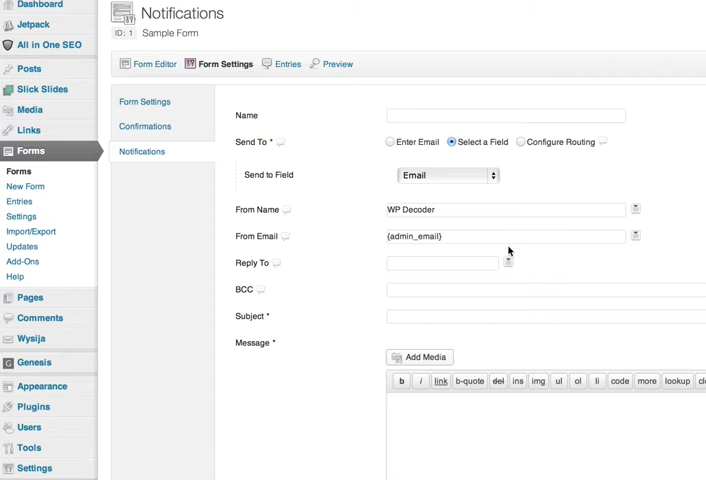 Dashboard
Jetpack
All in One SEO
Posts
Slick Slides
Media
Links
Forms
Forms
New Form
Entries
Settings
Import/Export
Updates
Add-Ons
Help
Pages
Comments
Wysija
Genesis
Appearance
Plugins
Users
Tools
Settings
Notifications
ID: 1 Sample Form
Form Editor Form Settings Entries Preview
Form Settings
Confirmations
Notifications
Name
Send To * Enter Email Select a Field Configure Routing
Send to Field Email
From Name WP Decoder
From Email {admin_email}
Reply To
BCC
Subject *
Message *
Add Media
b i link b-quote del ins img ul ol li code more lookup